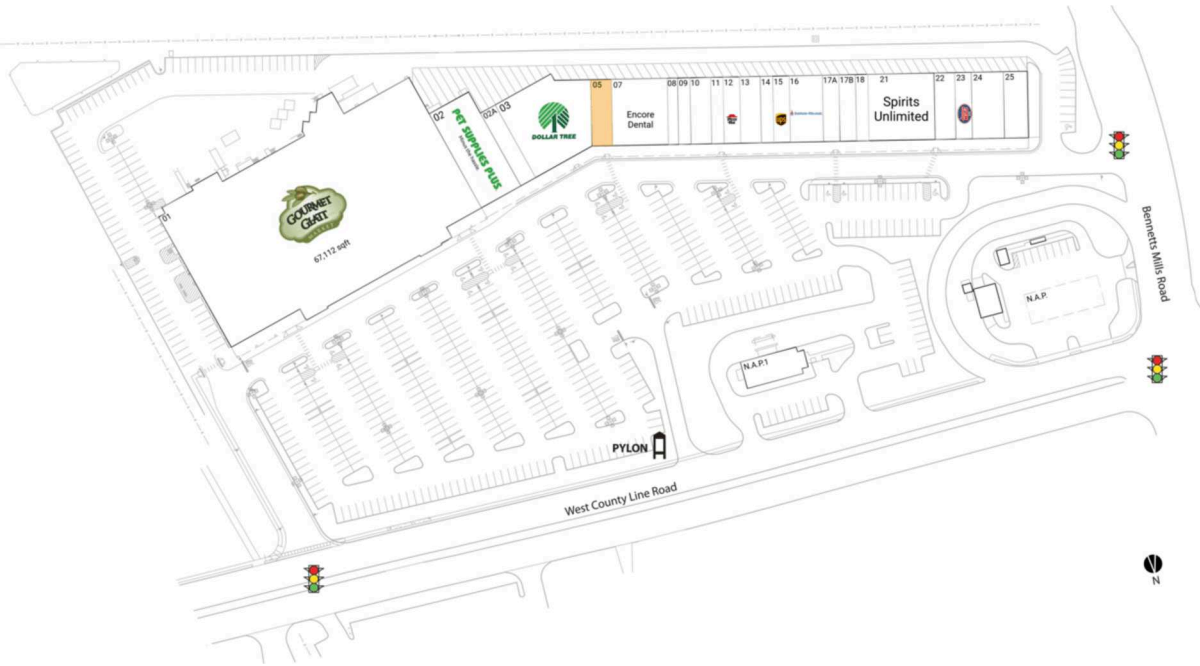 01
GOURMET
GLATT
MARKET
67,112 sqft
02
PET SUPPLIES PLUS
02A
03
DOLLAR TREE
05
07
Encore
Dental
08
09
10
11
12
13
14
15
16
17A
17B
18
21
Spirits
Unlimited
22
23
24
25
Bennetts Mills Road
N.A.P.
N.A.P.1
PYLON
West County Line Road
N